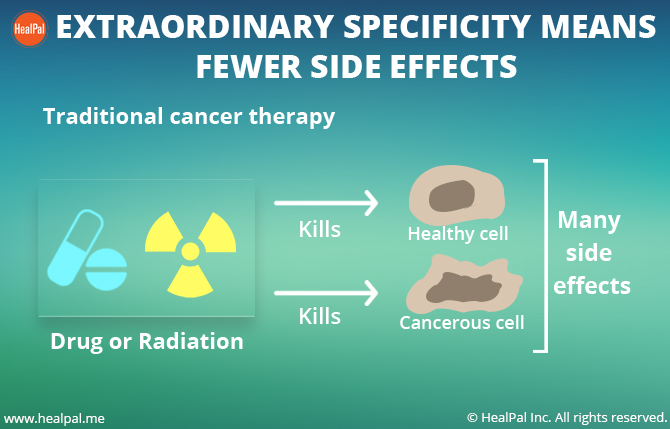 HealPal
EXTRAORDINARY SPECIFICITY MEANS
FEWER SIDE EFFECTS
Traditional cancer therapy
Drug or Radiation
Kills
Healthy cell
Kills
Cancerous cell
Many
side
effects
www.healpal.me
© HealPal Inc. All rights reserved.